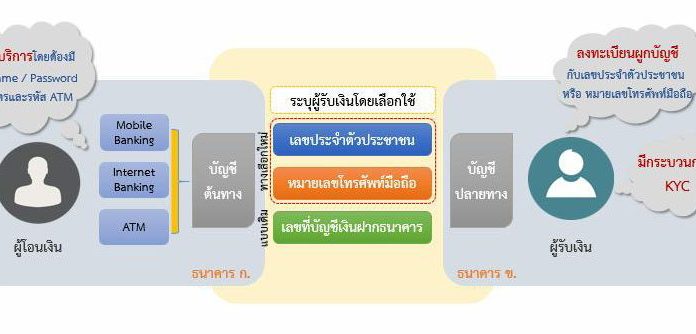 บริการโดยต้องมี
ame / Password
ตรและรหัส ATM
ผู้โอนเงิน
Mobile
Banking
Internet
Banking
ATM
บัญชี
ต้นทาง
ธนาคาร ก.
ระบุผู้รับเงินโดยเลือกใช้
ทางเลือกใหม่
เลขประจำตัวประชาชน
หมายเลขโทรศัพท์มือถือ
แบบเดิม
เลขที่บัญชีเงินฝากธนาคาร
บัญชี
ปลายทาง
ธนาคาร ข.
ลงทะเบียนผูกบัญชี
กับเลขประจำตัวประชาชน
หรือ หมายเลขโทรศัพท์มือถือ
ผู้รับเงิน
มีกระบวนก
KYC